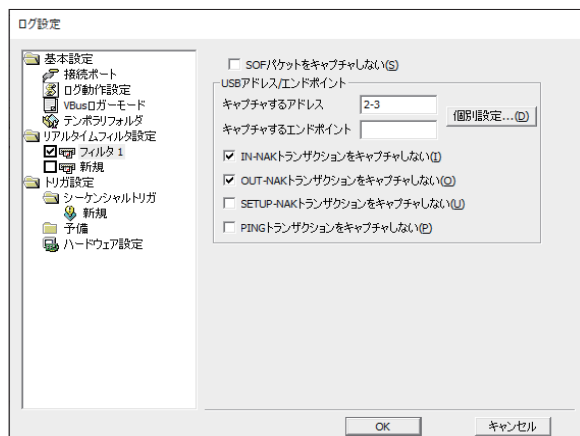 ログ設定
基本設定
接続ポート
ログ動作設定
VBusロガーモード
テンポラリフォルダ
リアルタイムフィルタ設定
フィルタ 1
新規
トリガ設定
シーケンシャルトリガ
新規
予備
ハードウェア設定
SOFパケットをキャプチャしない(S)
USBアドレス/エンドポイント
キャプチャするアドレス 2-3 個別設定...(D)
キャプチャするエンドポイント
IN-NAKトランザクションをキャプチャしない(I)
OUT-NAKトランザクションをキャプチャしない(O)
SETUP-NAKトランザクションをキャプチャしない(U)
PINGトランザクションをキャプチャしない(P)
OK キャンセル